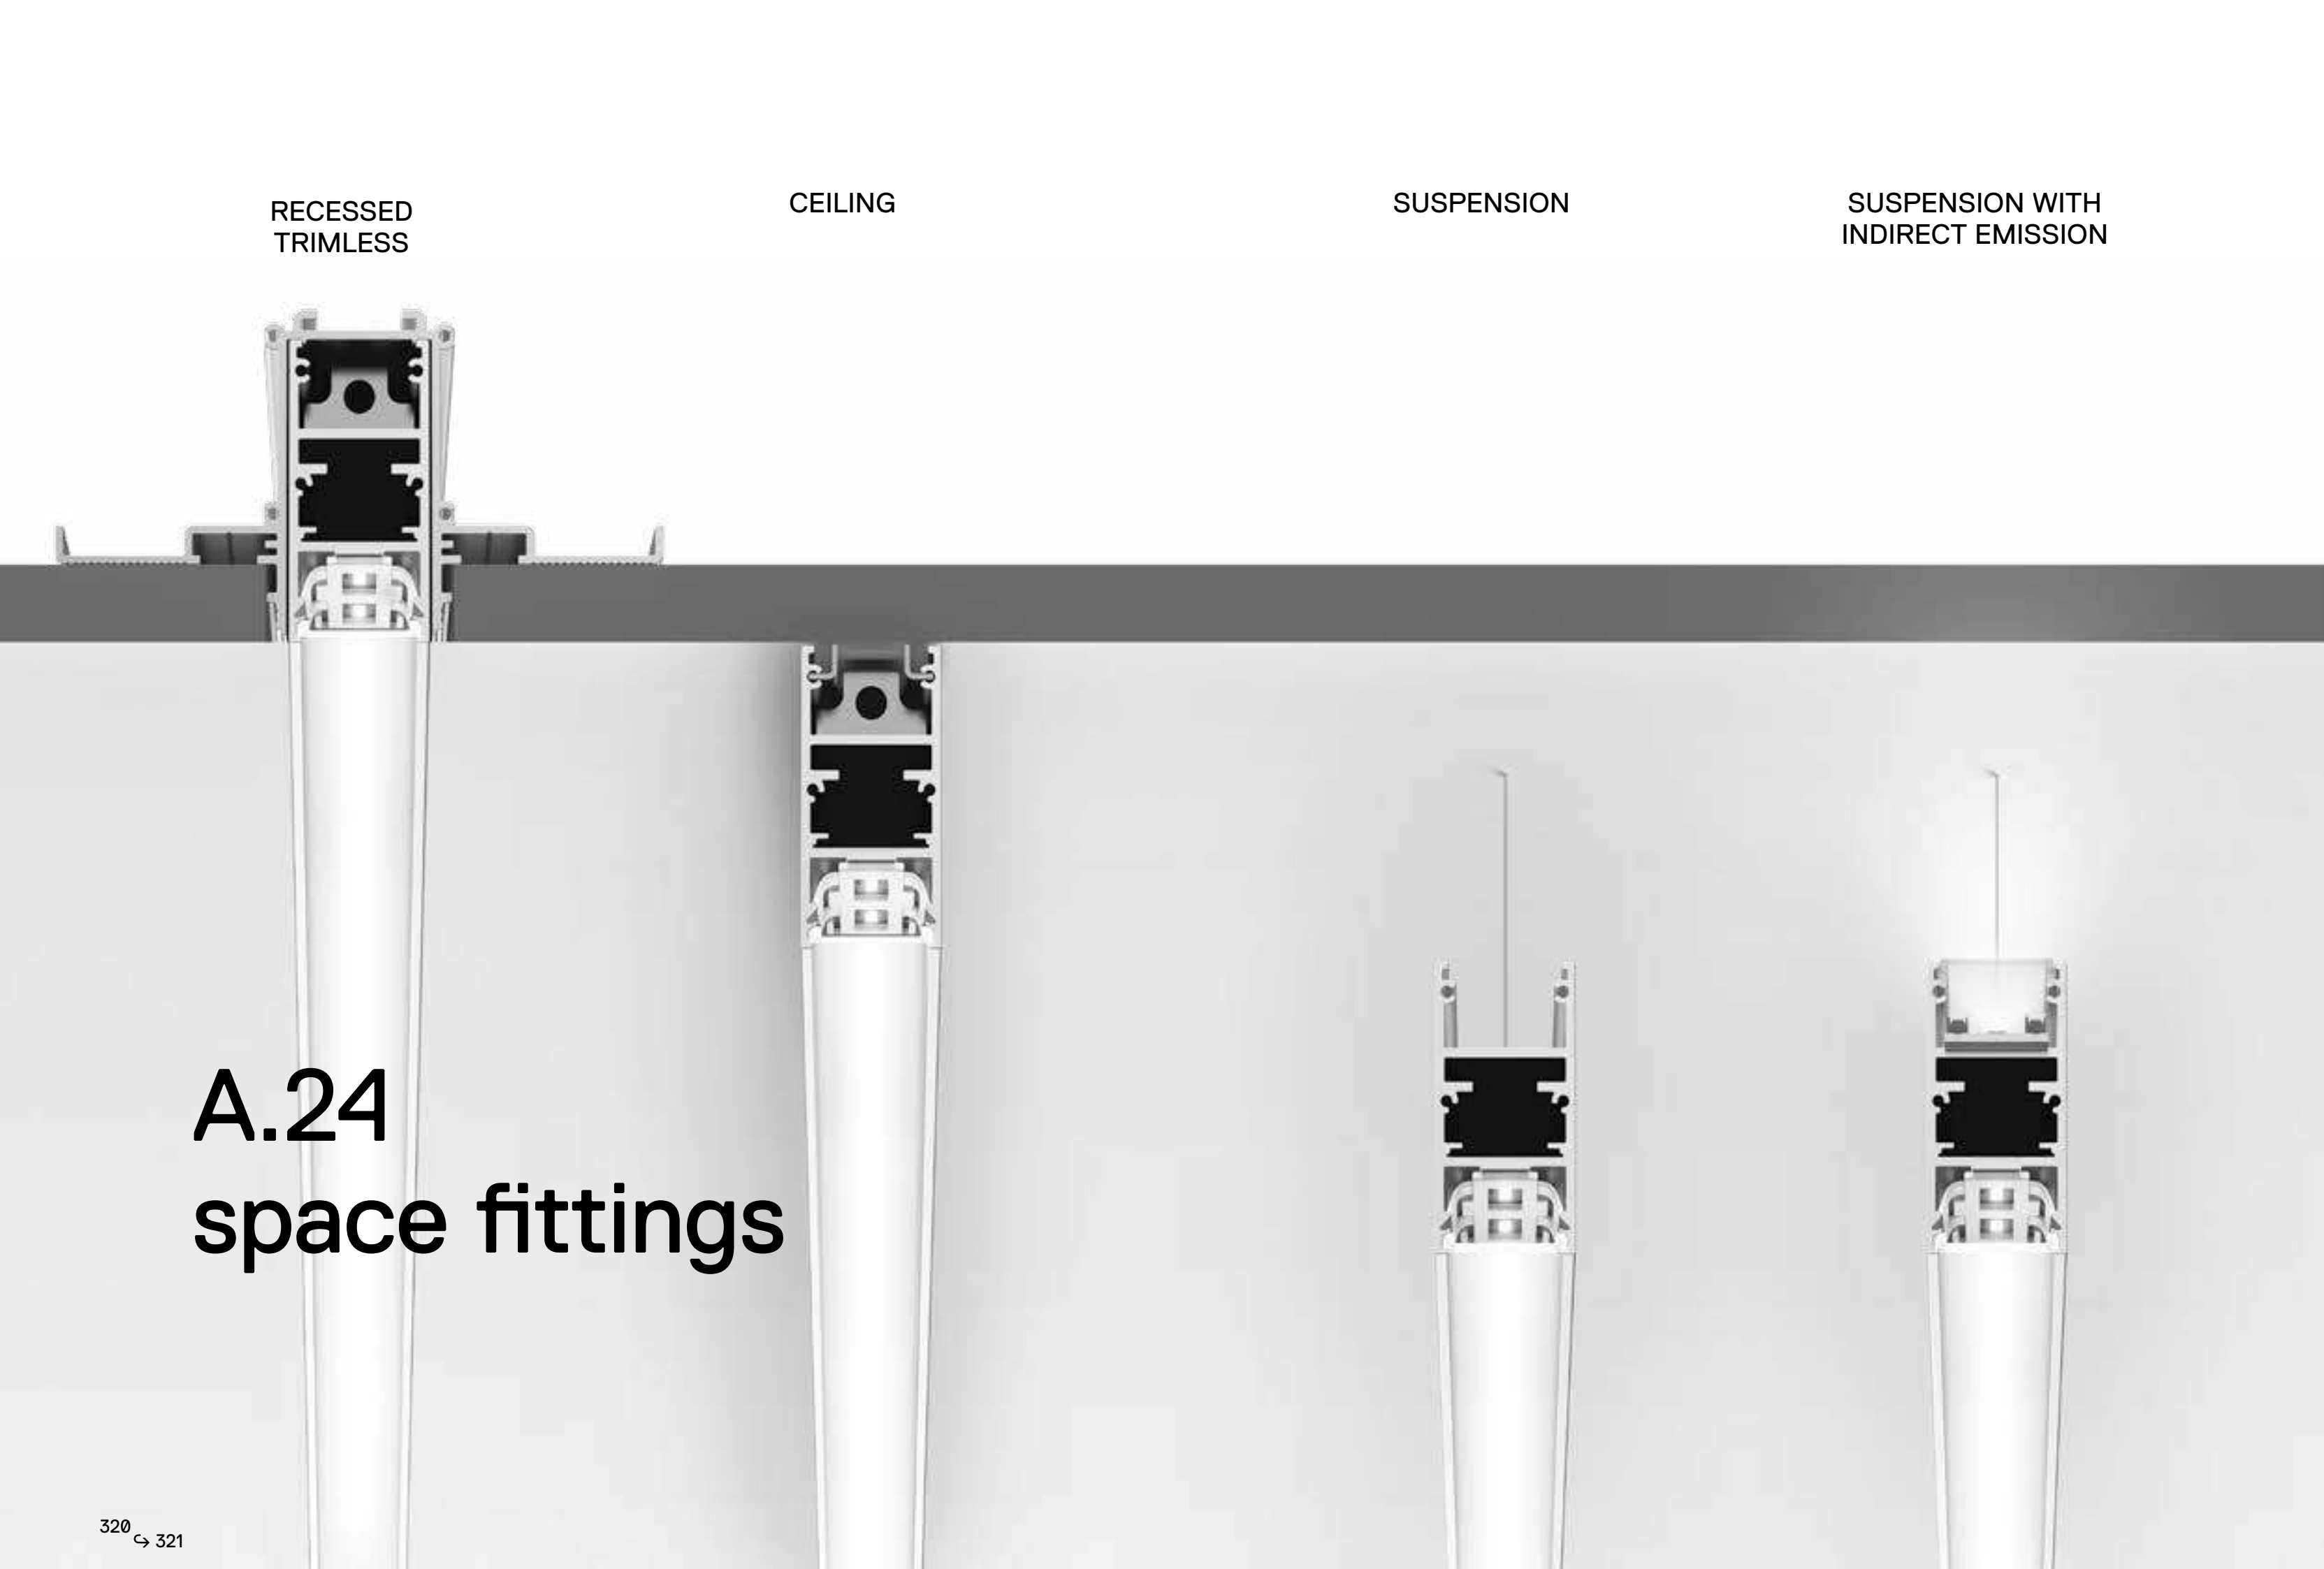 RECESSED
TRIMLESS
CEILING
SUSPENSION
SUSPENSION WITH
INDIRECT EMISSION
A.24
space fittings
320
↪ 321